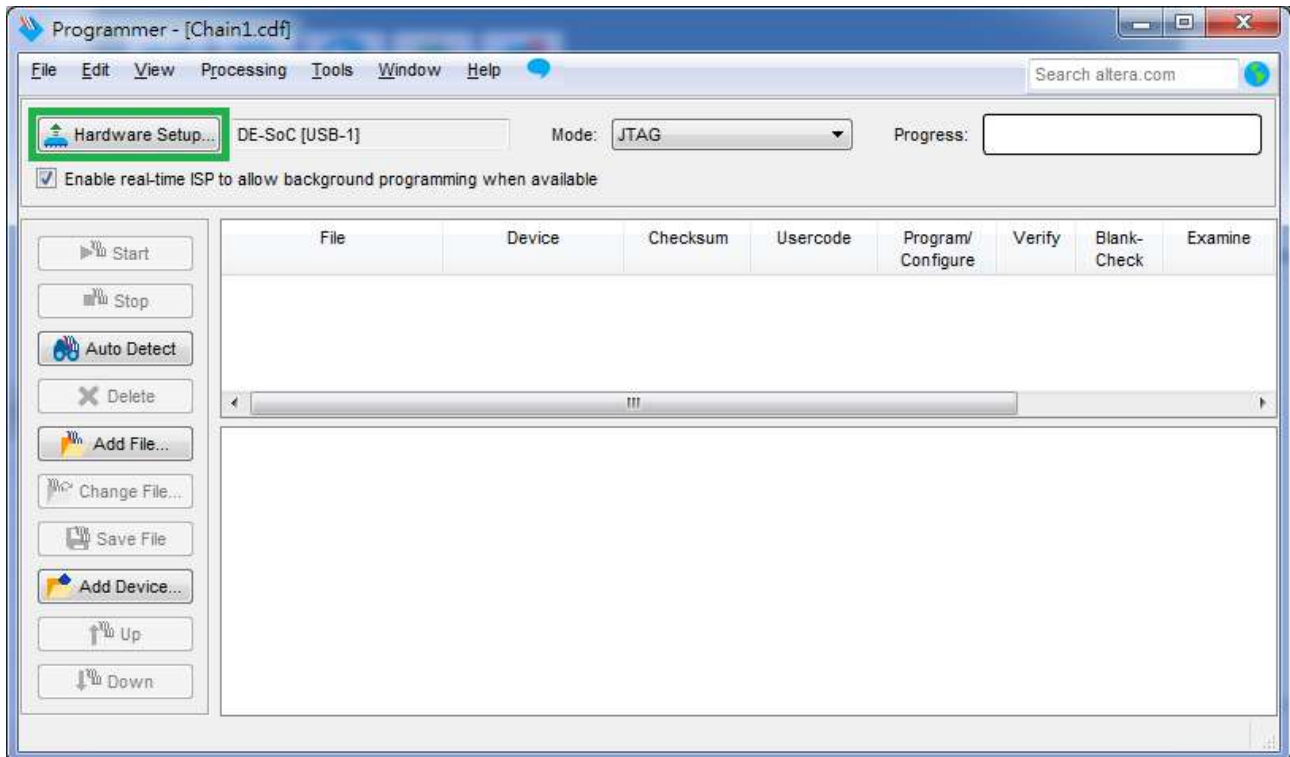 Programmer - [Chain1.cdf]
File Edit View Processing Tools Window Help Search altera.com
Hardware Setup... DE-SoC [USB-1] Mode: JTAG Progress:
Enable real-time ISP to allow background programming when available
File Device Checksum Usercode Program/ Verify Blank- Examine
Configure Check
Start
Stop
Auto Detect
Delete
Add File...
Change File...
Save File
Add Device...
Up
Down